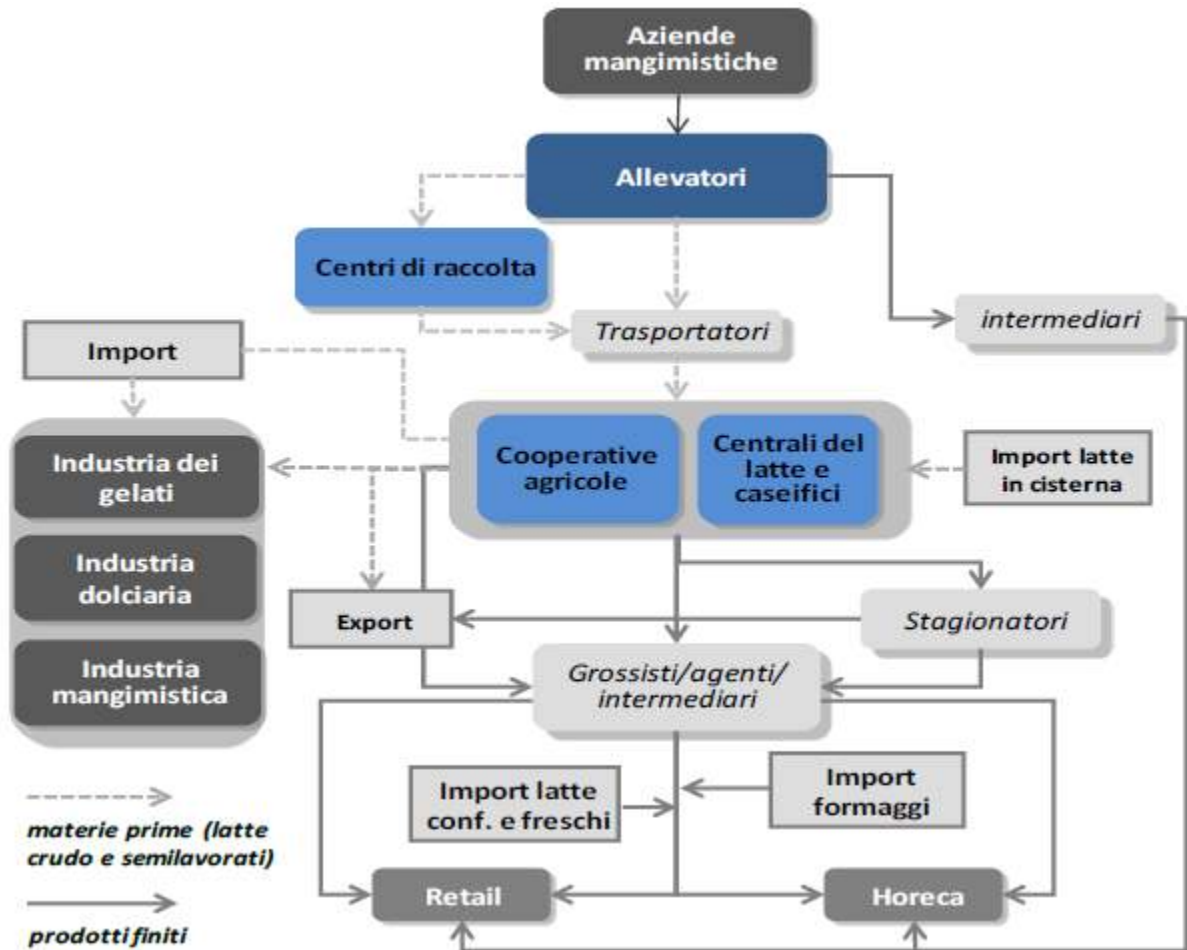 Aziende
mangimistiche
Allevatori
Centri di raccolta
Trasportatori
intermediari
Import
Cooperative
agricole
Centrali del
latte e
caseifici
Import latte
in cisterna
Industria dei
gelati
Industria
dolciaria
Industria
mangimistica
Export
Stagionatori
Grossisti/agenti/
intermediari
Import latte
conf. e freschi
Import
formaggi
materie prime (latte
crudo e semilavorati)
prodotti finiti
Retail
Horeca